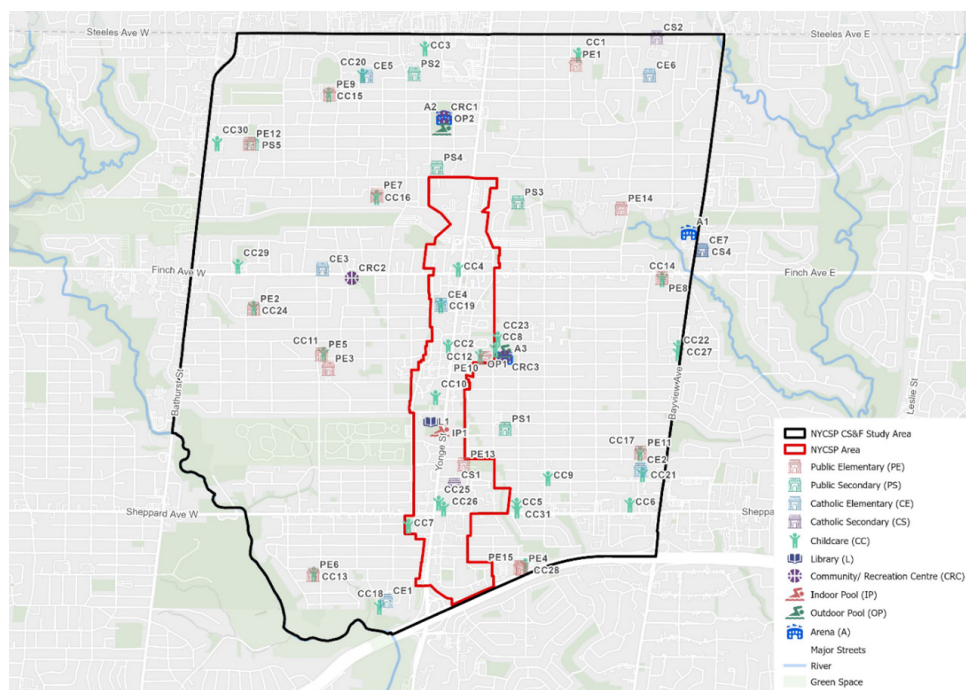 CS2
Steeles Ave W
Steeles Ave E
CC3
CC1
PE1
CC20
CE5
PS2
CE6
PE9
CC15
A2
CRC1
OP2
CC30
PE12
PS5
PS4
PE7
CC16
PS3
PE14
A1
CE7
CS4
CC29
CE3
CRC2
CC4
CC14
PE8
Finch Ave W
Finch Ave E
PE2
CC24
CE4
CC19
CC23
CC8
CC2
A3
CC12
OP1
CRC3
PE10
CC22
CC27
CC11
PE5
PE3
CC10
Bathurst St
Bayview Ave
Leslie St
L1
IP1
Yonge St
PS1
PE13
CS1
CC25
CC26
CC17
PE11
CE2
CC21
CC9
CC5
CC31
CC6
Sheppard Ave W
Sheppa
CC7
PE6
CC13
PE15
PE4
CC28
CC18
CE1
NYCSP CS&F Study Area
NYCSP Area
Public Elementary (PE)
Public Secondary (PS)
Catholic Elementary (CE)
Catholic Secondary (CS)
Childcare (CC)
Library (L)
Community/ Recreation Centre (CRC)
Indoor Pool (IP)
Outdoor Pool (OP)
Arena (A)
Major Streets
River
Green Space